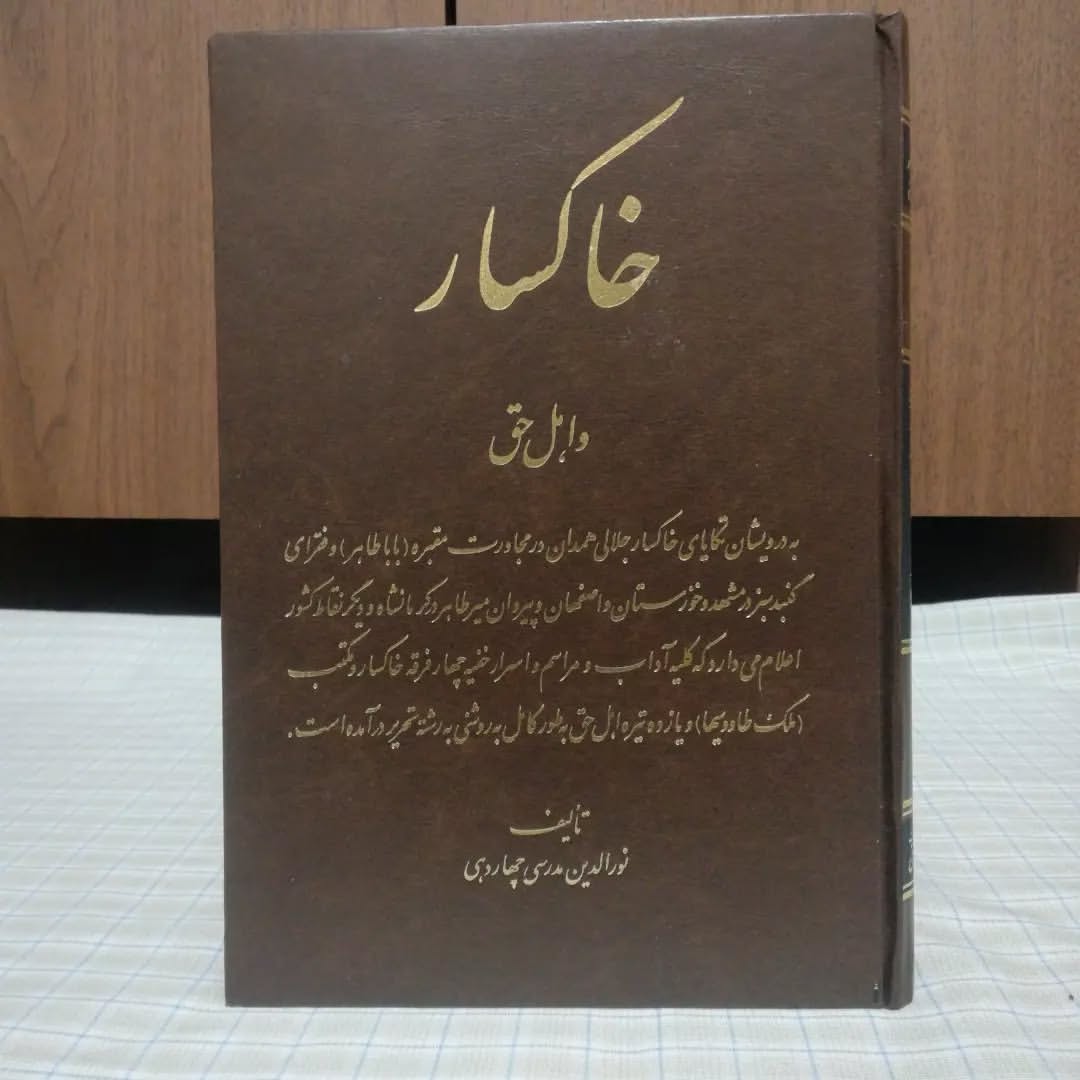 خاکسار
و اهل حق
به درویشان تکایای خاکسار جلالی همدان در مجاورت مقبره (باباطاهر) و فقرای
گنبد سبز در مشهد و خوزستان و اصفهان و پیروان میر طاهر در کرمانشاه و دیگر نقاط کشور
اعلام می دارد که کلیه آداب و مراسم و اسرار خفیه چهار فرقه خاکسار و مکتب
(ملک طاووسیها) و یازده تیره اهل حق به طور کامل به روشنی به رشته تحریر درآمده است.
تألیف
نورالدین مدرسی چهاردهی